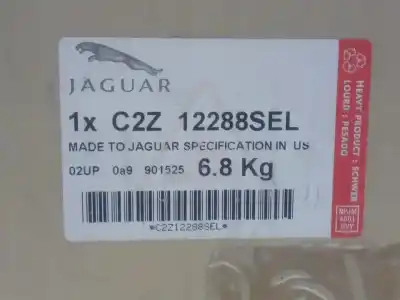 JAGUAR
1x C2Z 12288SEL
MADE TO JAGUAR SPECIFICATION IN US
02UP 0a9 901525 6.8 Kg
*C2Z12288SEL*
HEAVY PRODUCT : SCHWER
LOURD : PESADO